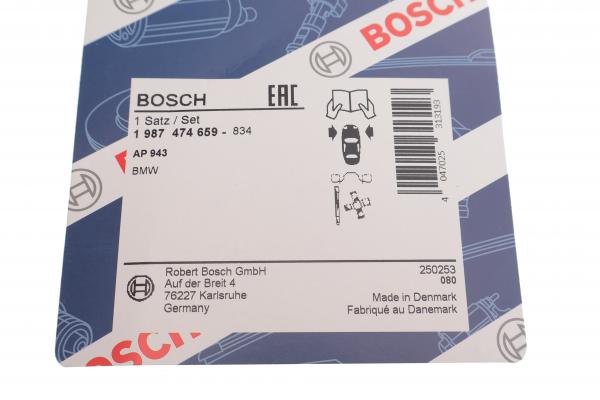 BOSCH
BOSCH
EAC
1 Satz / Set
1 987 474 659 - 834
AP 943
BMW
4 047025 313193
Robert Bosch GmbH
Auf der Breit 4
76227 Karlsruhe
Germany
250253
080
Made in Denmark
Fabriqué au Danemark
BOSCH